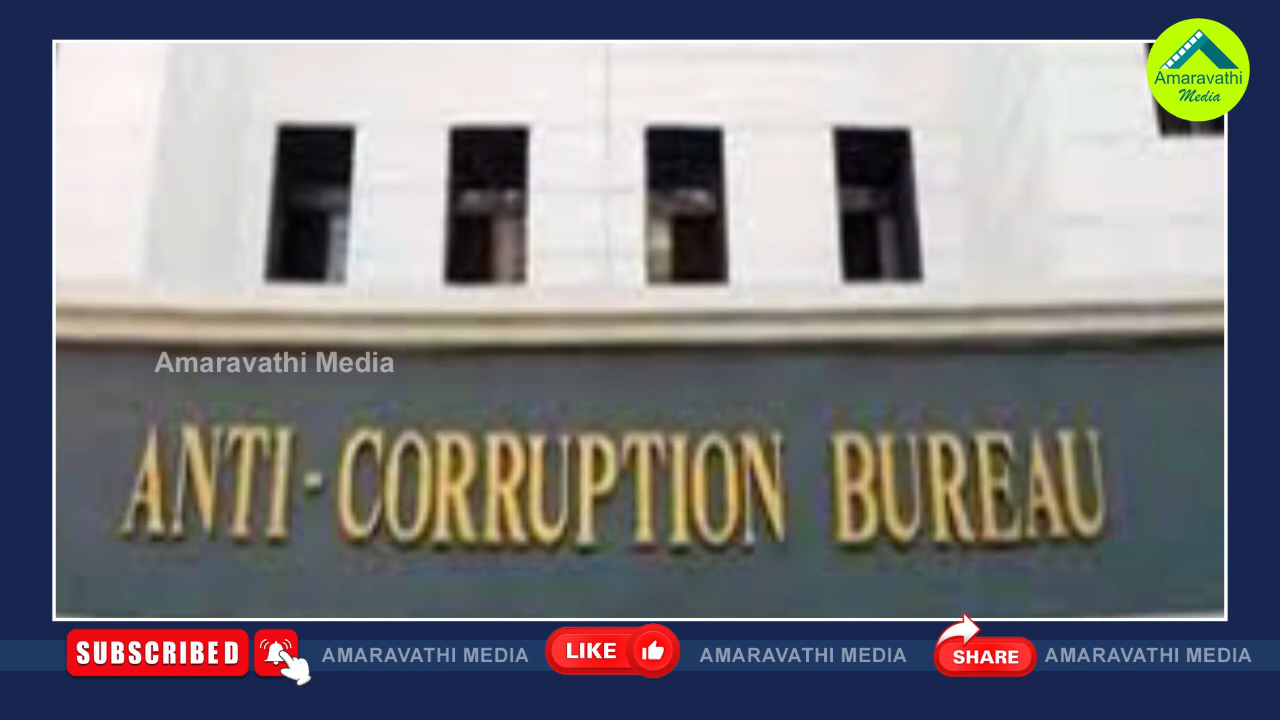 Amaravathi
Media
Amaravathi Media
ANTI-CORRUPTION BUREAU
SUBSCRIBED
AMARAVATHI MEDIA
LIKE
AMARAVATHI MEDIA
SHARE
AMARAVATHI MEDIA